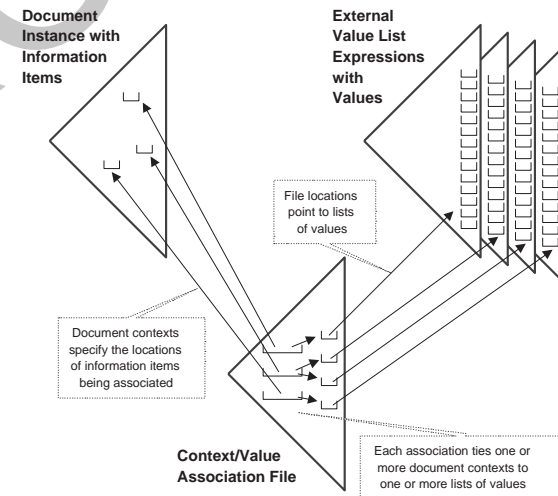 Document
Instance with
Information
Items
External
Value List
Expressions
with
Values
File locations
point to lists
of values
Document contexts
specify the locations
of information items
being associated
Context/Value
Association File
Each association ties one or
more document contexts to
one or more lists of values